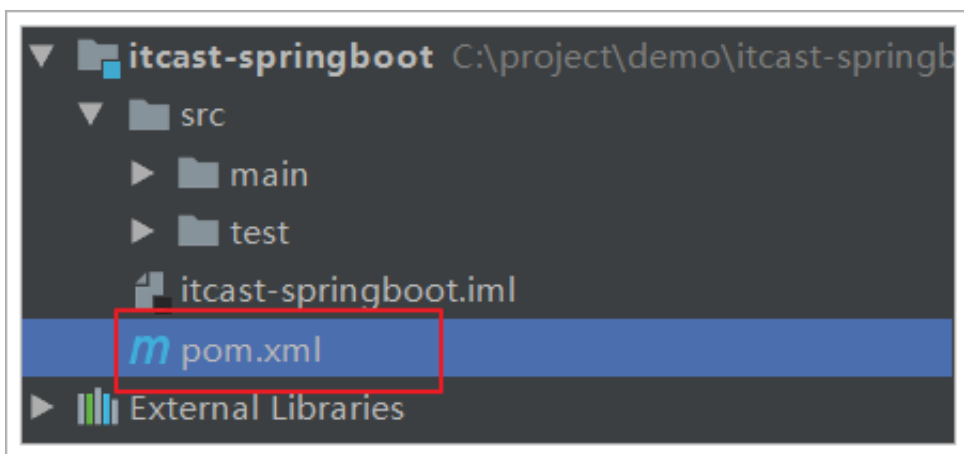 itcast-springboot C:\project\demo\itcast-springb
src
main
test
itcast-springboot.iml
pom.xml
External Libraries